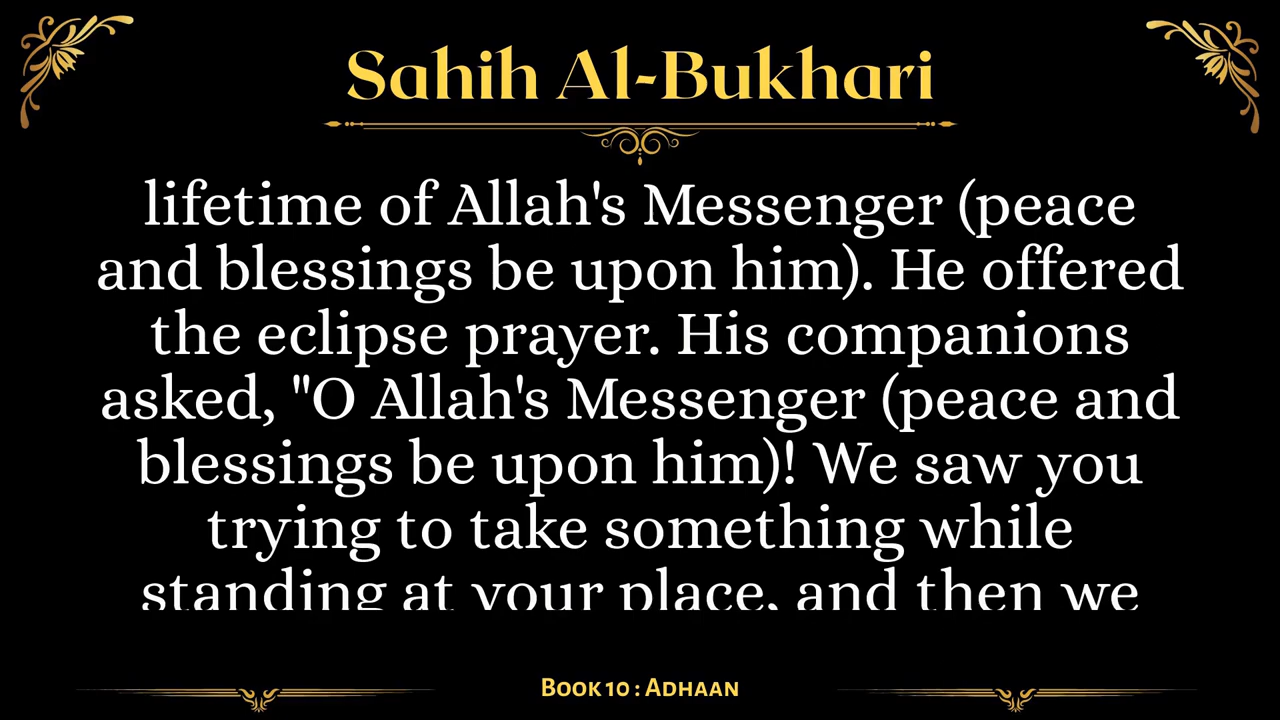 Sahih Al-Bukhari
lifetime of Allah's Messenger (peace
and blessings be upon him). He offered
the eclipse prayer. His companions
asked, "O Allah's Messenger (peace and
blessings be upon him)! We saw you
trying to take something while
standing at your place, and then we
Book 10 : Adhaan